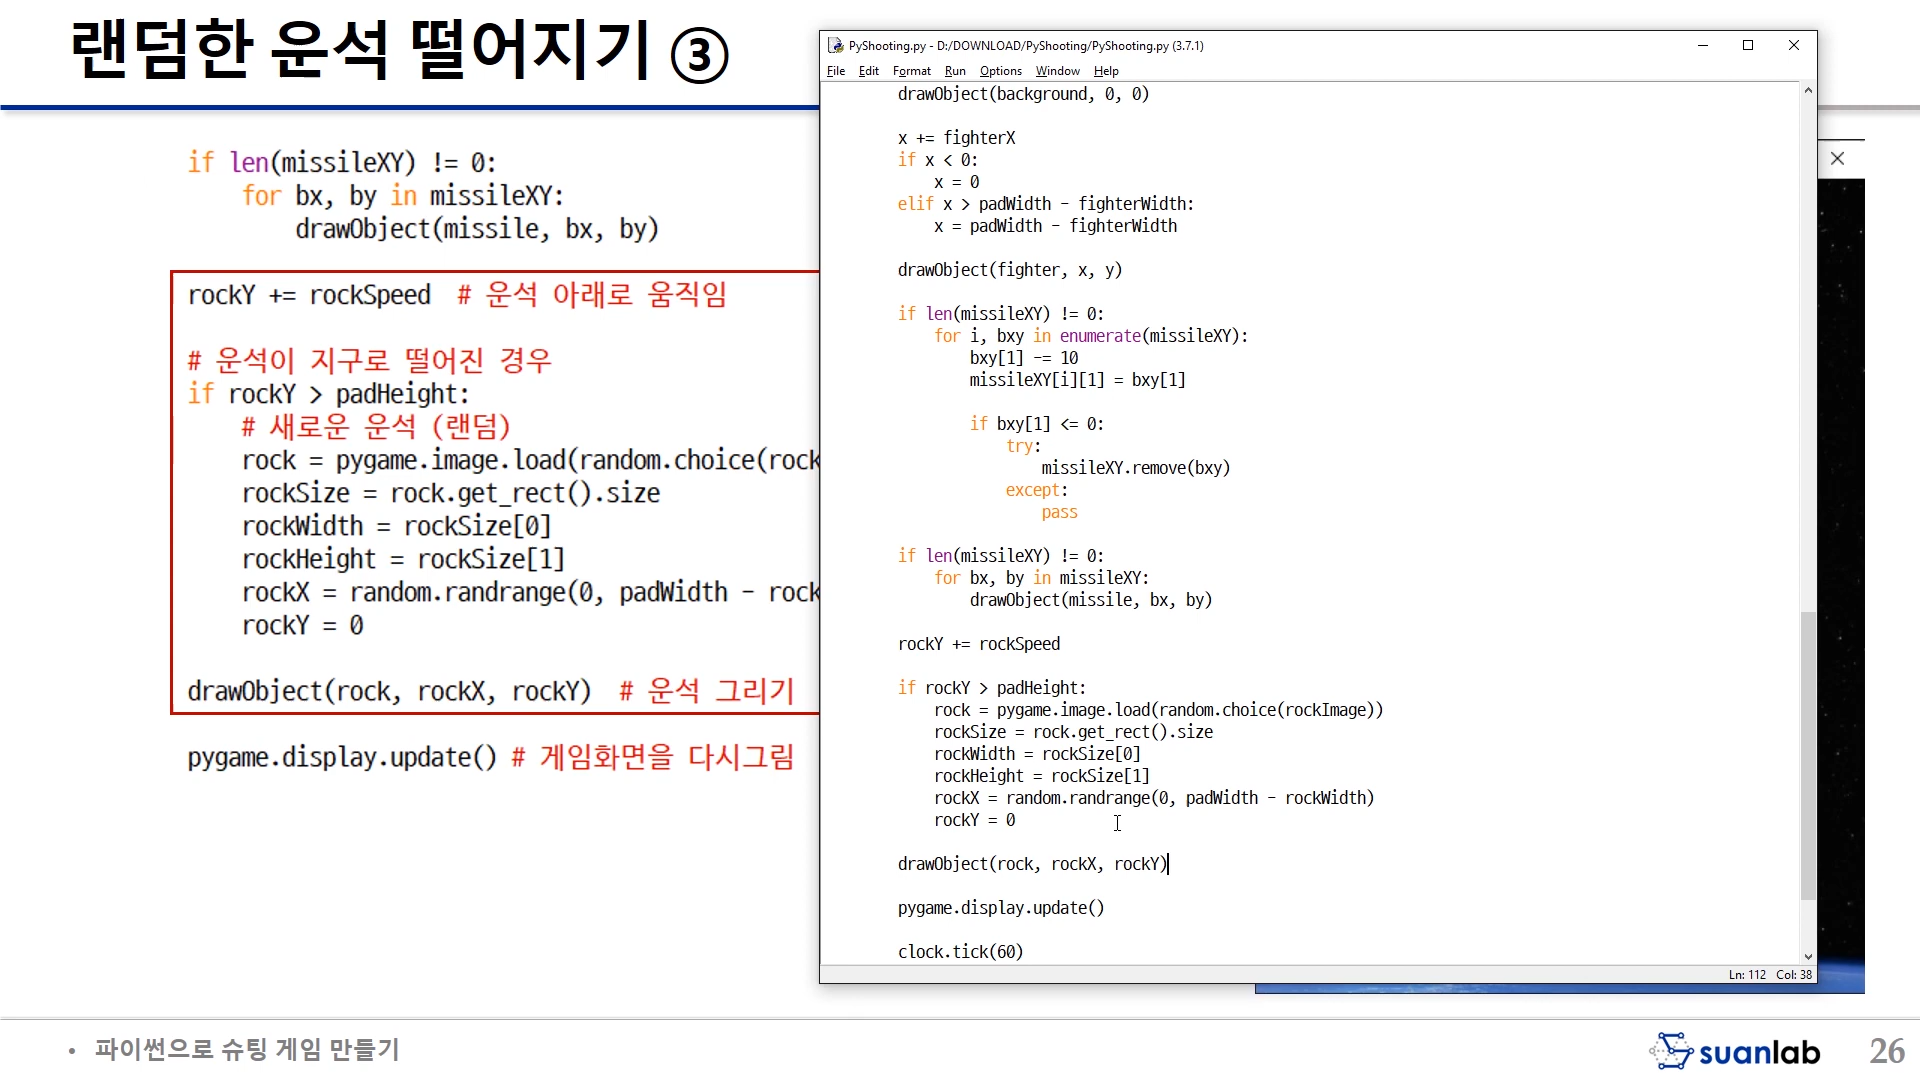 랜덤한 운석 떨어지기 ③
if len(missileXY) != 0:
for bx, by in missileXY:
drawObject(missile, bx, by)
rockY += rockSpeed # 운석 아래로 움직임
# 운석이 지구로 떨어진 경우
if rockY > padHeight:
# 새로운 운석 (랜덤)
rock = pygame.image.load(random.choice(rock
rockSize = rock.get_rect().size
rockWidth = rockSize[0]
rockHeight = rockSize[1]
rockX = random.randrange(0, padWidth - rock
rockY = 0
drawObject(rock, rockX, rockY) # 운석 그리기
pygame.display.update() # 게임화면을 다시그림
PyShooting.py - D:/DOWNLOAD/PyShooting/PyShooting.py (3.7.1)
File Edit Format Run Options Window Help
drawObject(background, 0, 0)
x += fighterX
if x < 0:
x = 0
elif x > padWidth - fighterWidth:
x = padWidth - fighterWidth
drawObject(fighter, x, y)
if len(missileXY) != 0:
for i, bxy in enumerate(missileXY):
bxy[1] -= 10
missileXY[i][1] = bxy[1]
if bxy[1] <= 0:
try:
missileXY.remove(bxy)
except:
pass
if len(missileXY) != 0:
for bx, by in missileXY:
drawObject(missile, bx, by)
rockY += rockSpeed
if rockY > padHeight:
rock = pygame.image.load(random.choice(rockImage))
rockSize = rock.get_rect().size
rockWidth = rockSize[0]
rockHeight = rockSize[1]
rockX = random.randrange(0, padWidth - rockWidth)
rockY = 0
drawObject(rock, rockX, rockY)
pygame.display.update()
clock.tick(60)
Ln: 112 Col: 38
• 파이썬으로 슈팅 게임 만들기
suanlab
26